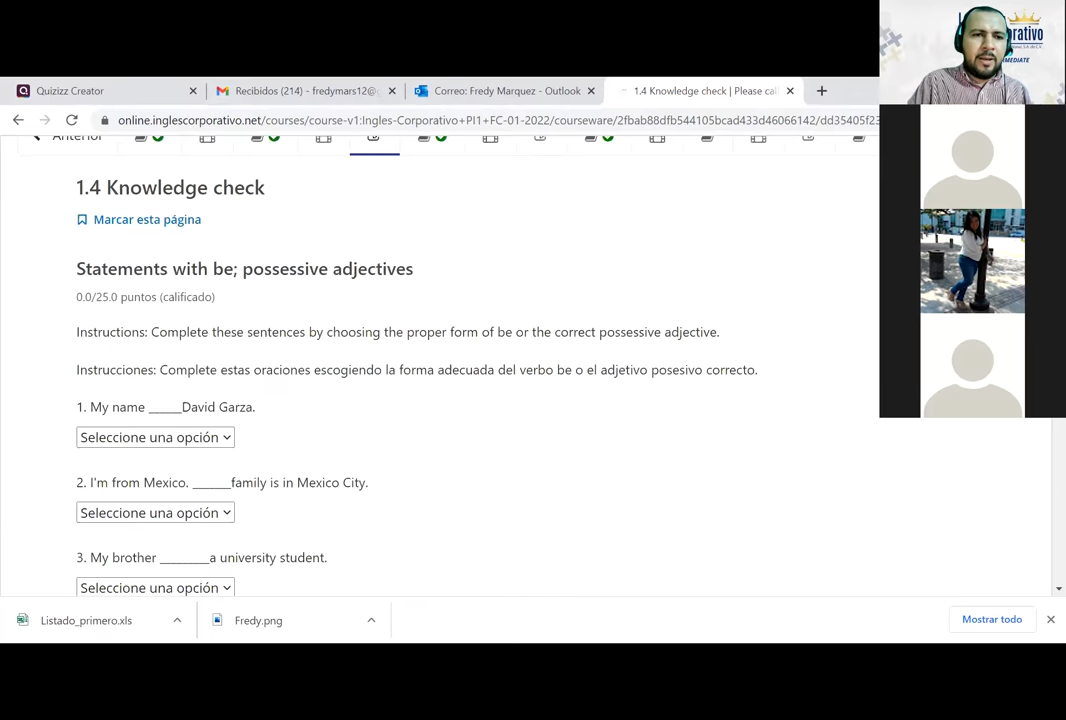 Quizizz Creator
Recibidos (214) - fredymars12@
Correo: Fredy Marquez - Outlook
1.4 Knowledge check | Please cal
online.inglescorporativo.net/courses/course-v1:Ingles-Corporativo+PI1+FC-01-2022/courseware/2fbab88dfb544105bcad433d46066142/dd35405f23
Anterior
1.4 Knowledge check
Marcar esta página
Statements with be; possessive adjectives
0.0/25.0 puntos (calificado)
Instructions: Complete these sentences by choosing the proper form of be or the correct possessive adjective.
Instrucciones: Complete estas oraciones escogiendo la forma adecuada del verbo be o el adjetivo posesivo correcto.
1. My name _____David Garza.
Seleccione una opción
2. I'm from Mexico. ______family is in Mexico City.
Seleccione una opción
3. My brother ________a university student.
Seleccione una opción
Listado_primero.xls
Fredy.png
Mostrar todo
rativo
MEDIATE